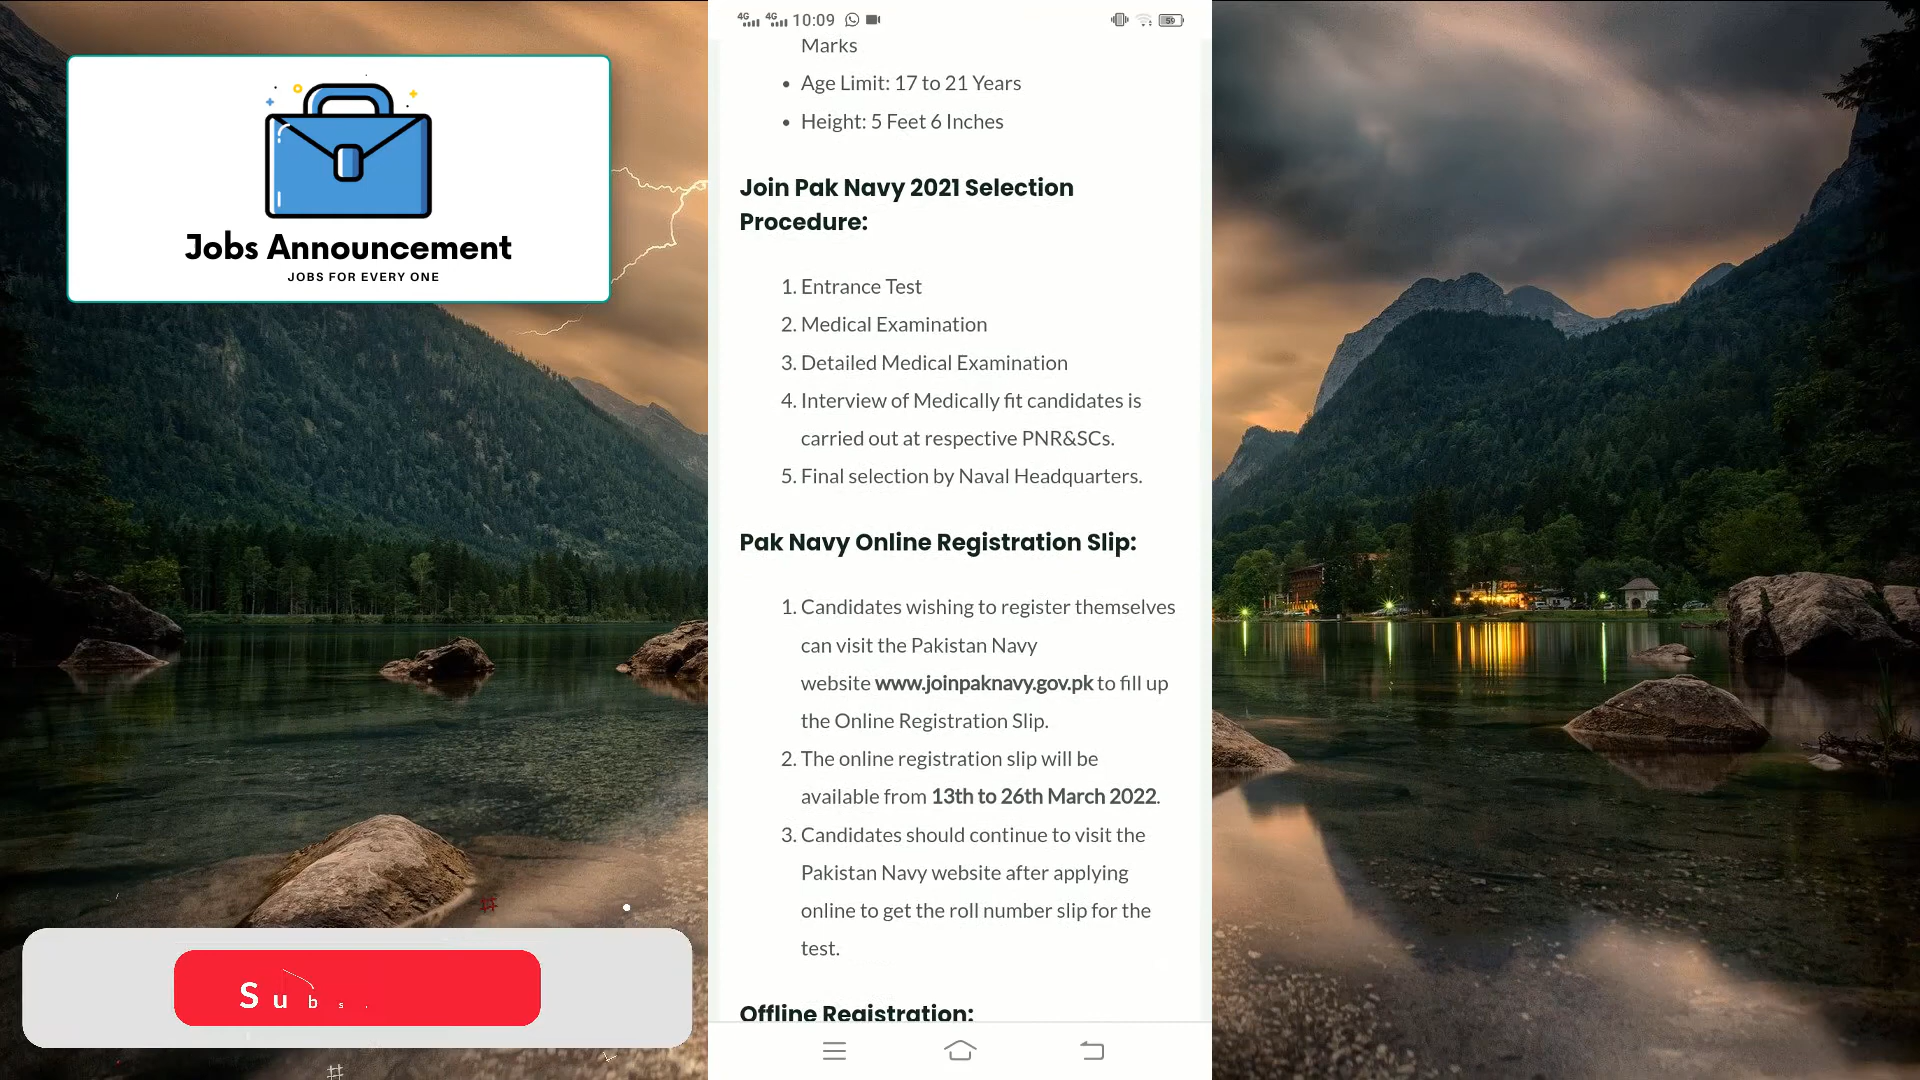 Jobs Announcement
JOBS FOR EVERY ONE
Subs
4G 4G 10:09
59
Marks
• Age Limit: 17 to 21 Years
• Height: 5 Feet 6 Inches
Join Pak Navy 2021 Selection
Procedure:
1. Entrance Test
2. Medical Examination
3. Detailed Medical Examination
4. Interview of Medically fit candidates is
carried out at respective PNR&SCs.
5. Final selection by Naval Headquarters.
Pak Navy Online Registration Slip:
1. Candidates wishing to register themselves
can visit the Pakistan Navy
website www.joinpaknavy.gov.pk to fill up
the Online Registration Slip.
2. The online registration slip will be
available from 13th to 26th March 2022.
3. Candidates should continue to visit the
Pakistan Navy website after applying
online to get the roll number slip for the
test.
Offline Registration: